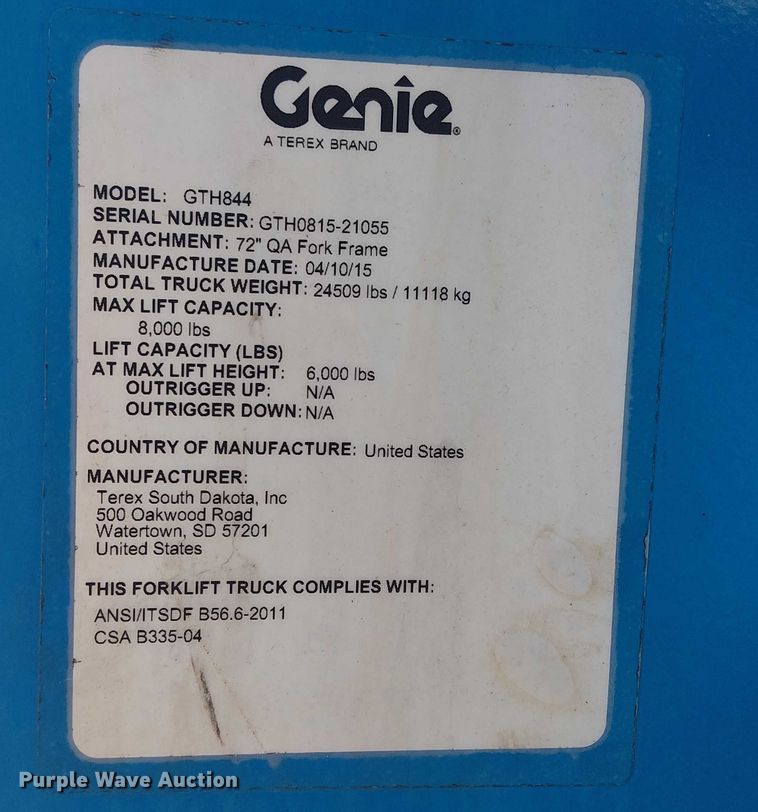 Genie®
A TEREX BRAND
MODEL: GTH844
SERIAL NUMBER: GTH0815-21055
ATTACHMENT: 72" QA Fork Frame
MANUFACTURE DATE: 04/10/15
TOTAL TRUCK WEIGHT: 24509 lbs / 11118 kg
MAX LIFT CAPACITY:
8,000 lbs
LIFT CAPACITY (LBS)
AT MAX LIFT HEIGHT: 6,000 lbs
OUTRIGGER UP: N/A
OUTRIGGER DOWN: N/A
COUNTRY OF MANUFACTURE: United States
MANUFACTURER:
Terex South Dakota, Inc
500 Oakwood Road
Watertown, SD 57201
United States
THIS FORKLIFT TRUCK COMPLIES WITH:
ANSI/ITSDF B56.6-2011
CSA B335-04
Purple Wave Auction